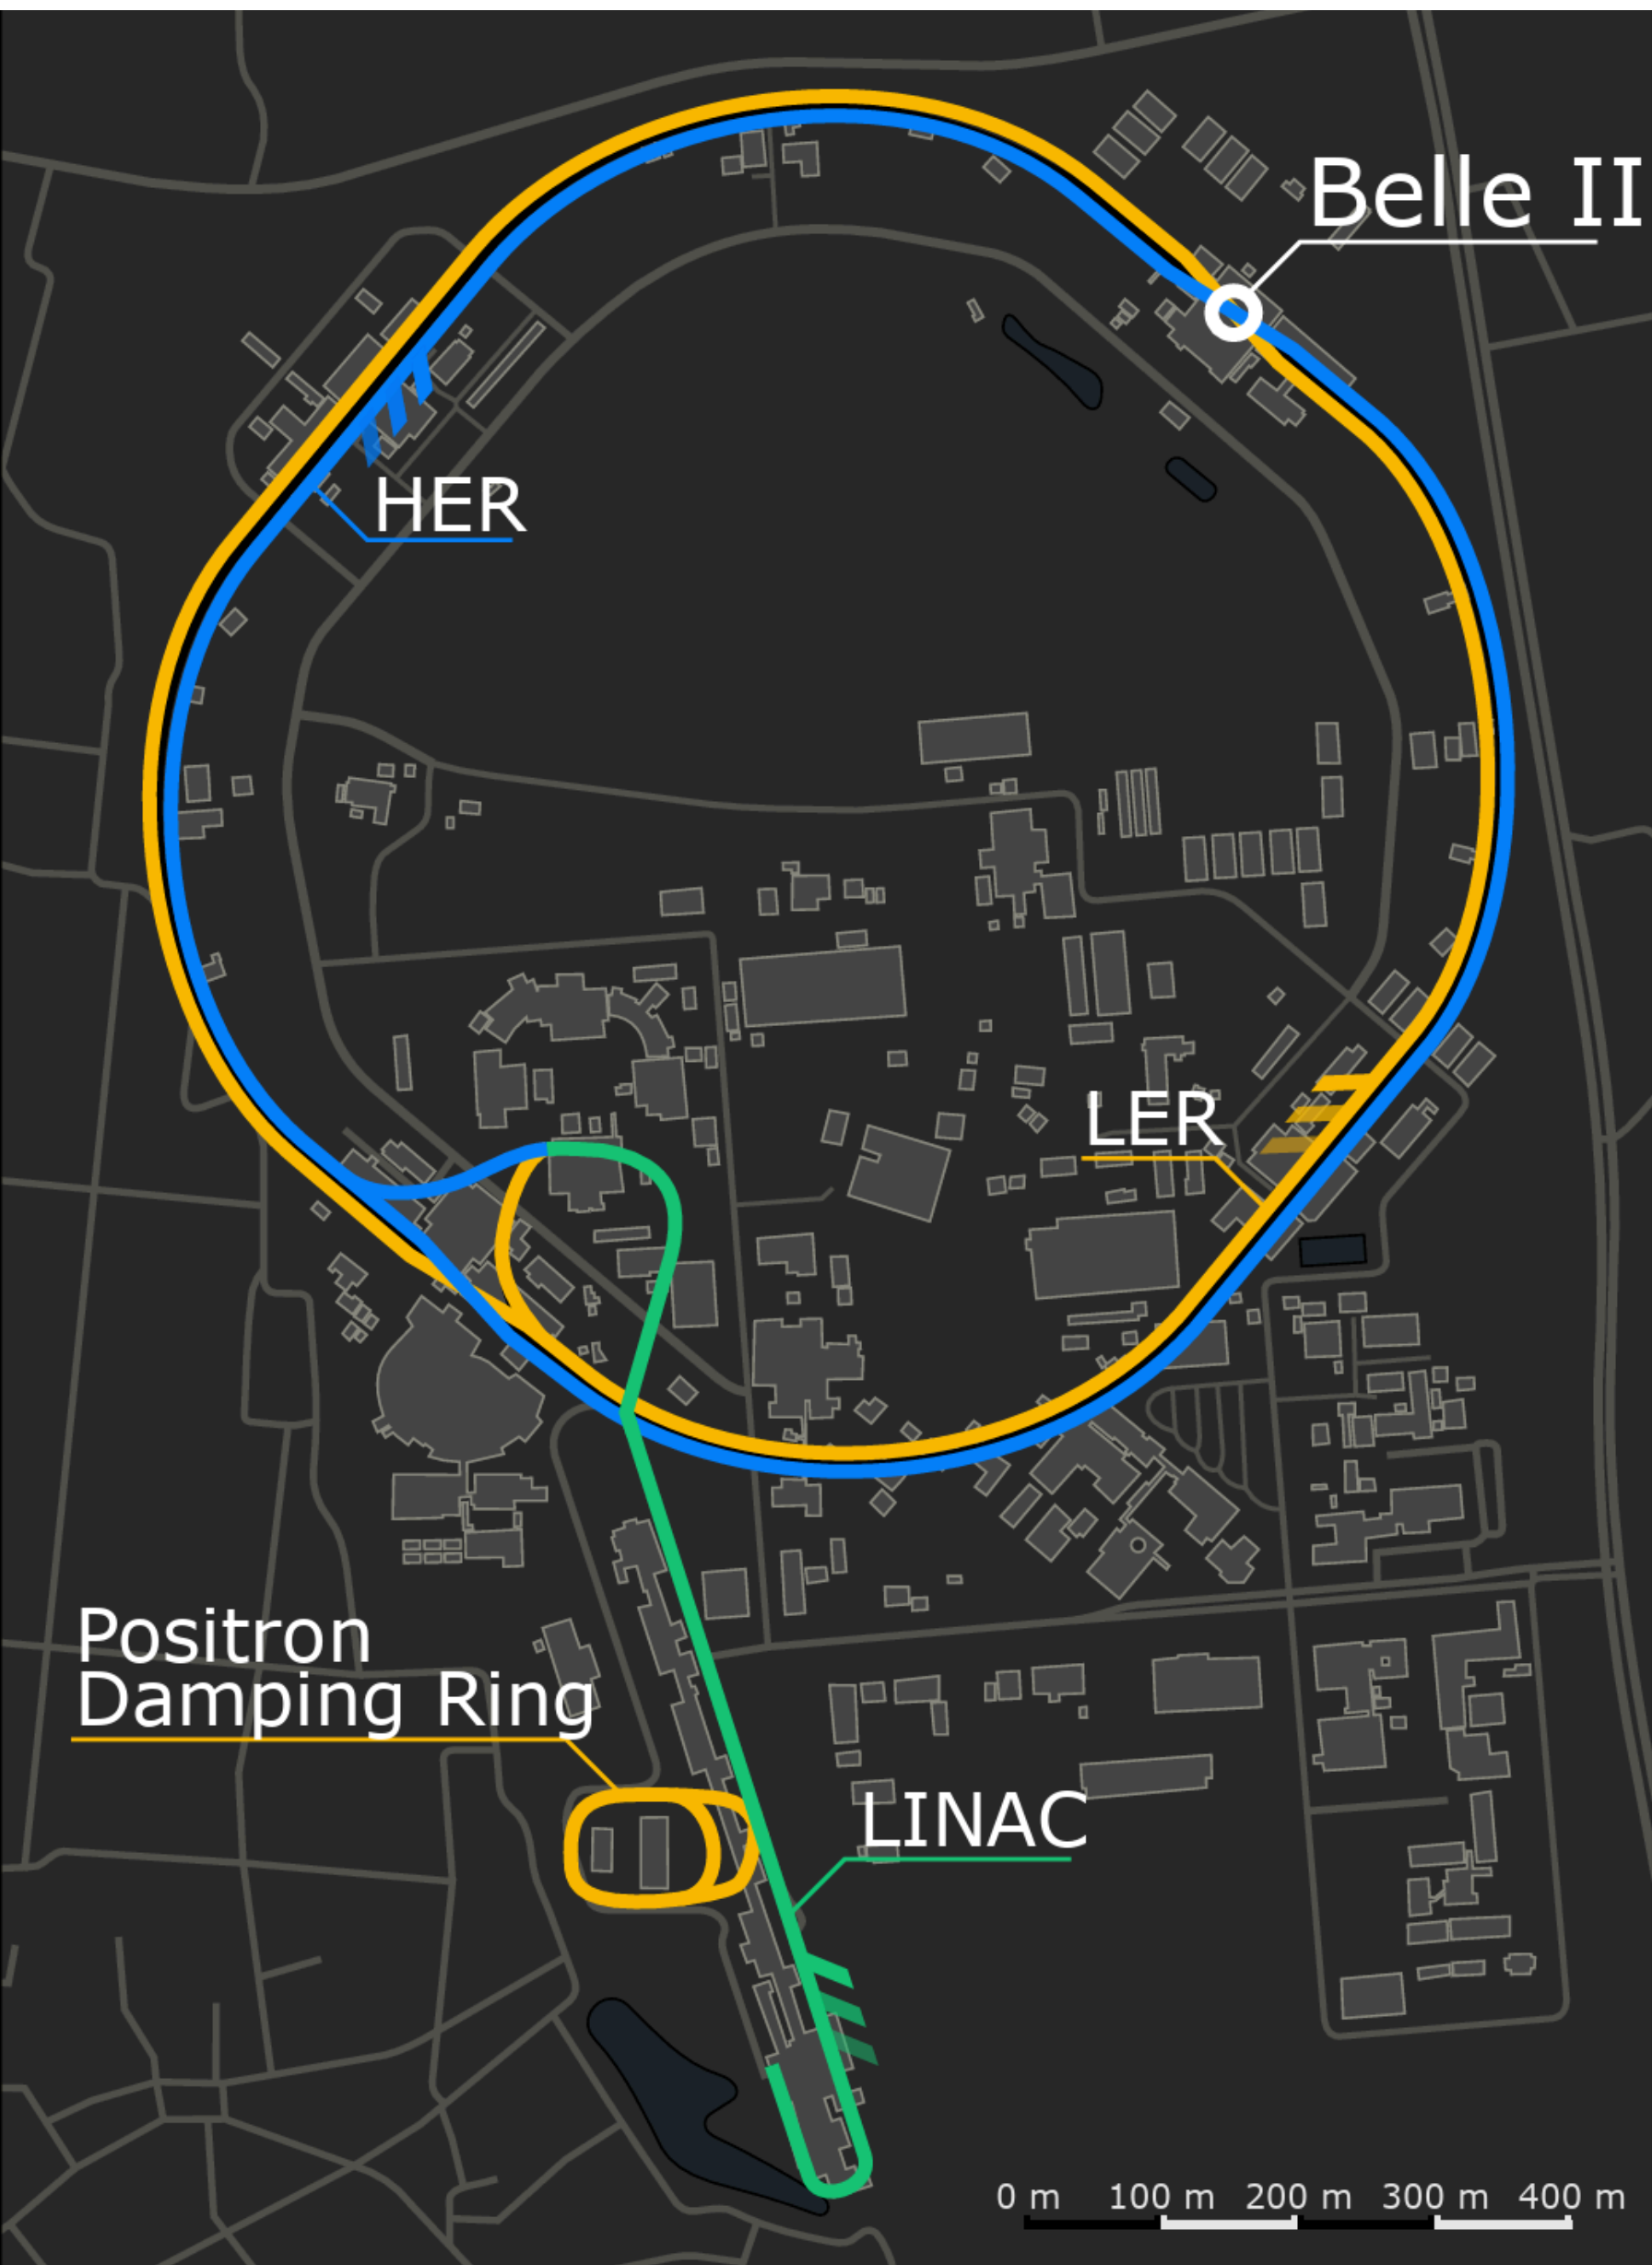 Belle II
HER
LER
Positron
Damping Ring
LINAC
0 m 100 m 200 m 300 m 400 m